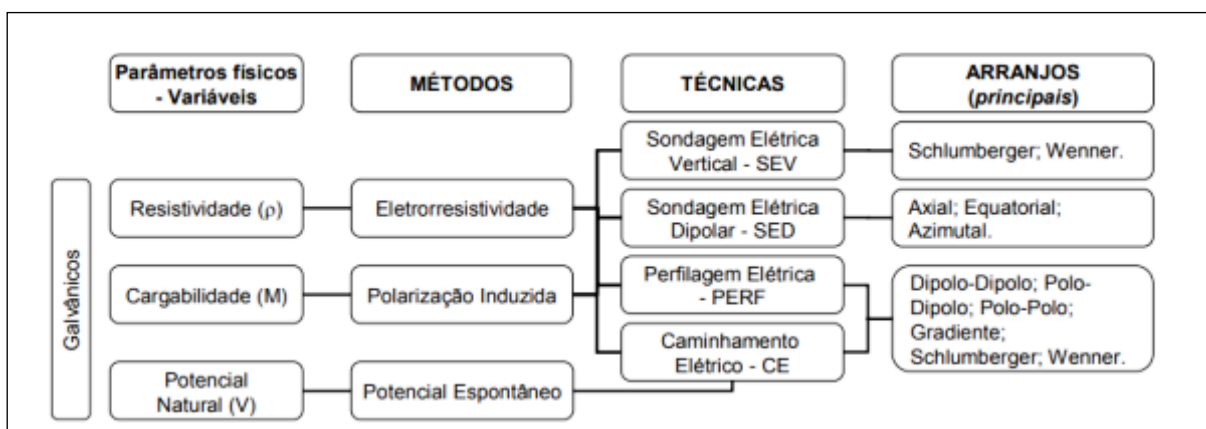 Parâmetros físicos
- Variáveis
MÉTODOS
TÉCNICAS
ARRANJOS
(principais)
Galvânicos
Resistividade (ρ)
Eletrorresistividade
Cargabilidade (M)
Polarização Induzida
Potencial
Natural (V)
Potencial Espontâneo
Sondagem Elétrica
Vertical - SEV
Schlumberger; Wenner.
Sondagem Elétrica
Dipolar - SED
Axial; Equatorial;
Azimutal.
Perfilagem Elétrica
- PERF
Caminhamento
Elétrico - CE
Dipolo-Dipolo; Polo-
Dipolo; Polo-Polo;
Gradiente;
Schlumberger; Wenner.